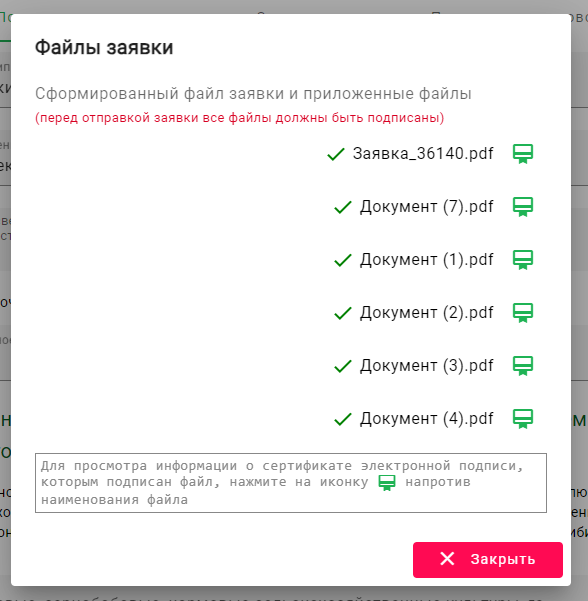 Файлы заявки
Сформированный файл заявки и приложенные файлы
(перед отправкой заявки все файлы должны быть подписаны)
Заявка_36140.pdf
Документ (7).pdf
Документ (1).pdf
Документ (2).pdf
Документ (3).pdf
Документ (4).pdf
Для просмотра информации о сертификате электронной подписи,
которым подписан файл, нажмите на иконку напротив
наименования файла
Закрыть